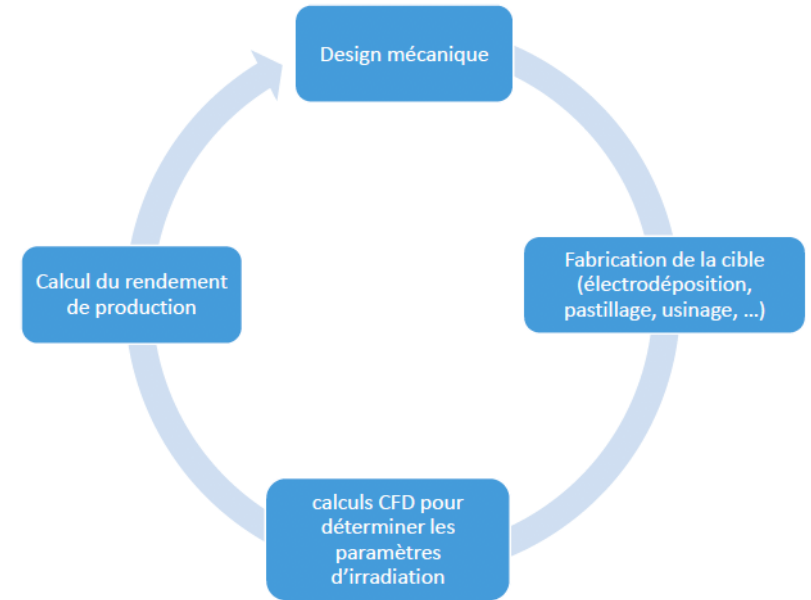 Design mécanique
Fabrication de la cible
(électrodéposition,
pastillage, usinage, ...)
calculs CFD pour
déterminer les
paramètres
d'irradiation
Calcul du rendement
de production